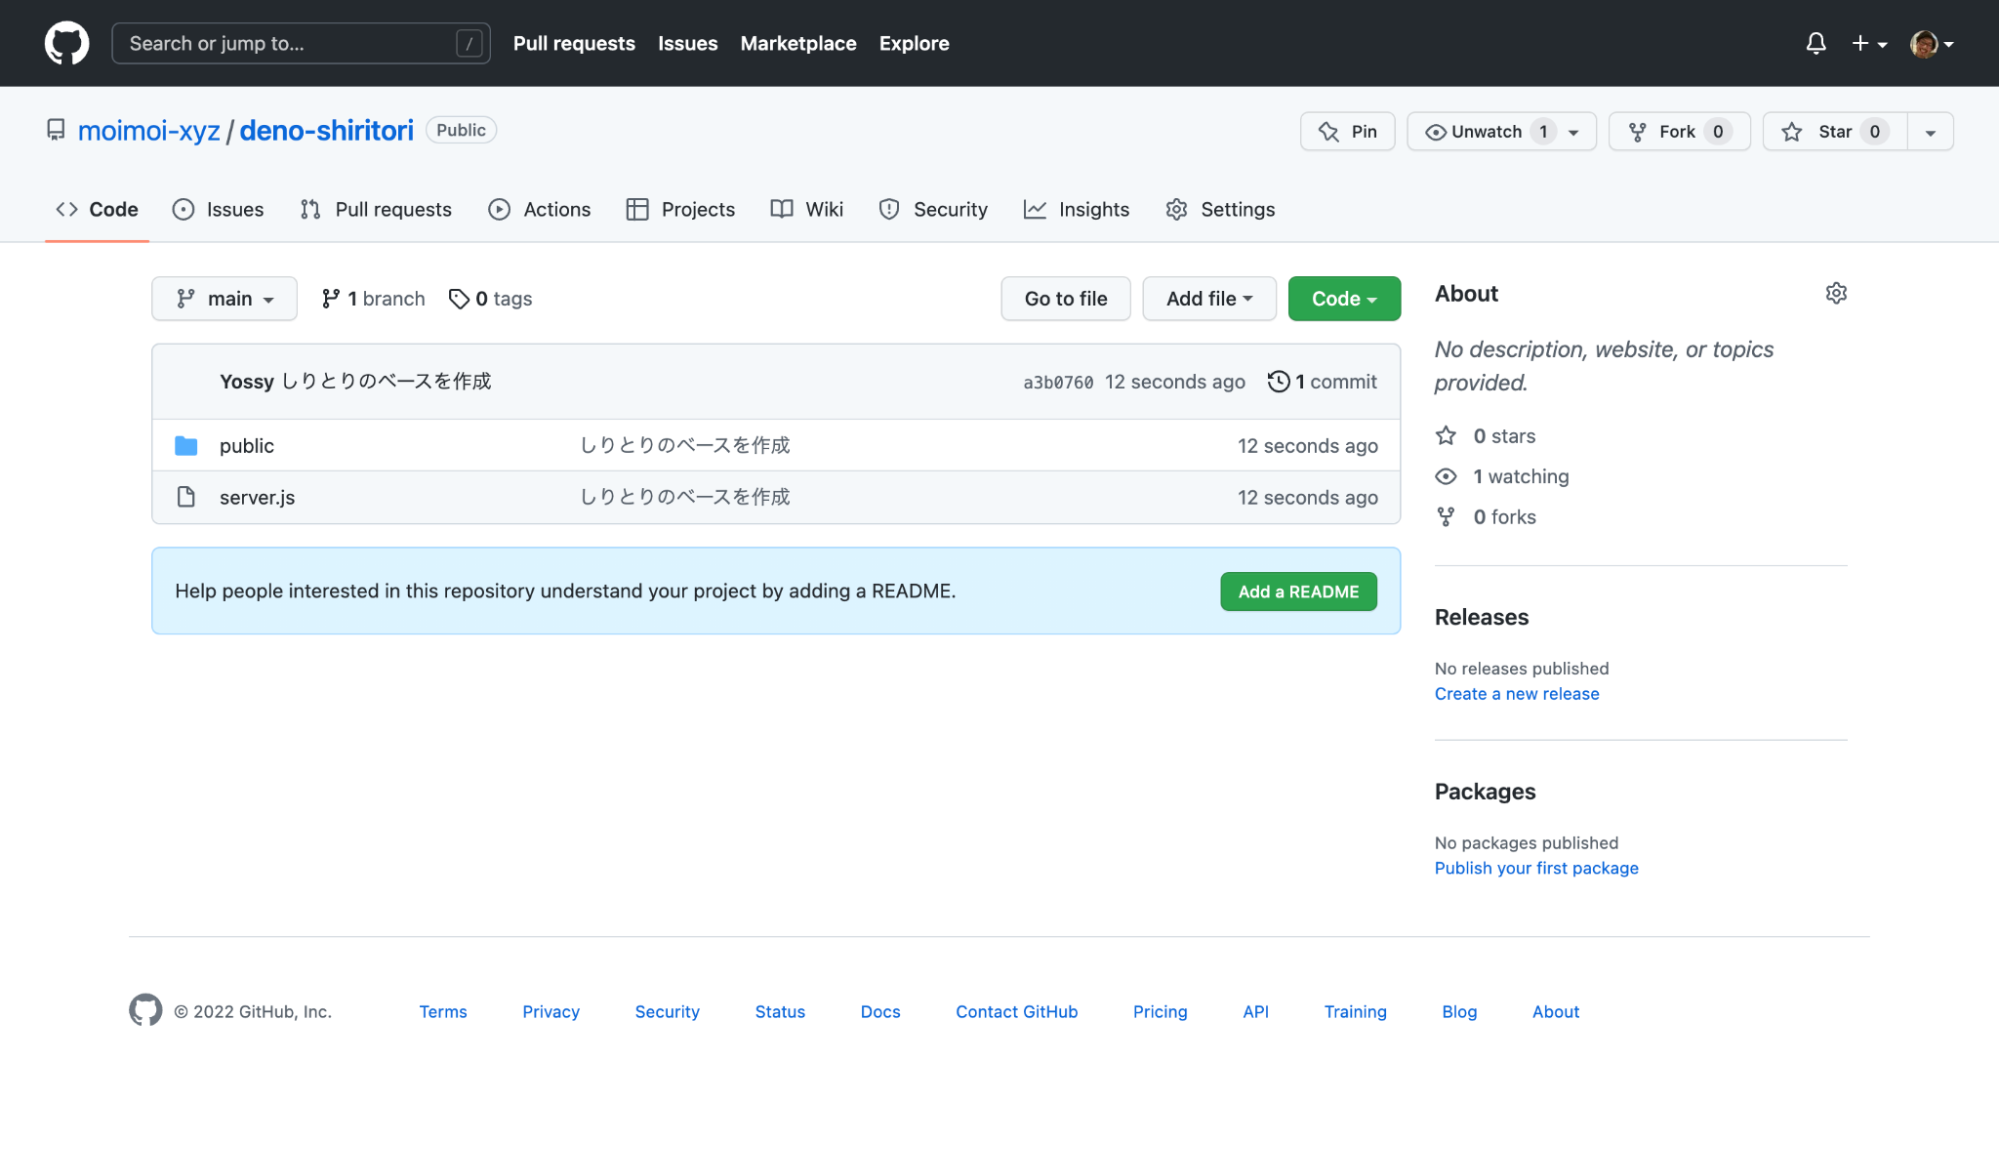 Search or jump to... / Pull requests Issues Marketplace Explore
moimoi-xyz / deno-shiritori Public Pin Unwatch 1 Fork 0 Star 0
Code Issues Pull requests Actions Projects Wiki Security Insights Settings
main 1 branch 0 tags Go to file Add file Code
Yossy しりとりのベースを作成 a3b0760 12 seconds ago 1 commit
public しりとりのベースを作成 12 seconds ago
server.js しりとりのベースを作成 12 seconds ago
Help people interested in this repository understand your project by adding a README. Add a README
About
No description, website, or topics
provided.
0 stars
1 watching
0 forks
Releases
No releases published
Create a new release
Packages
No packages published
Publish your first package
© 2022 GitHub, Inc. Terms Privacy Security Status Docs Contact GitHub Pricing API Training Blog About